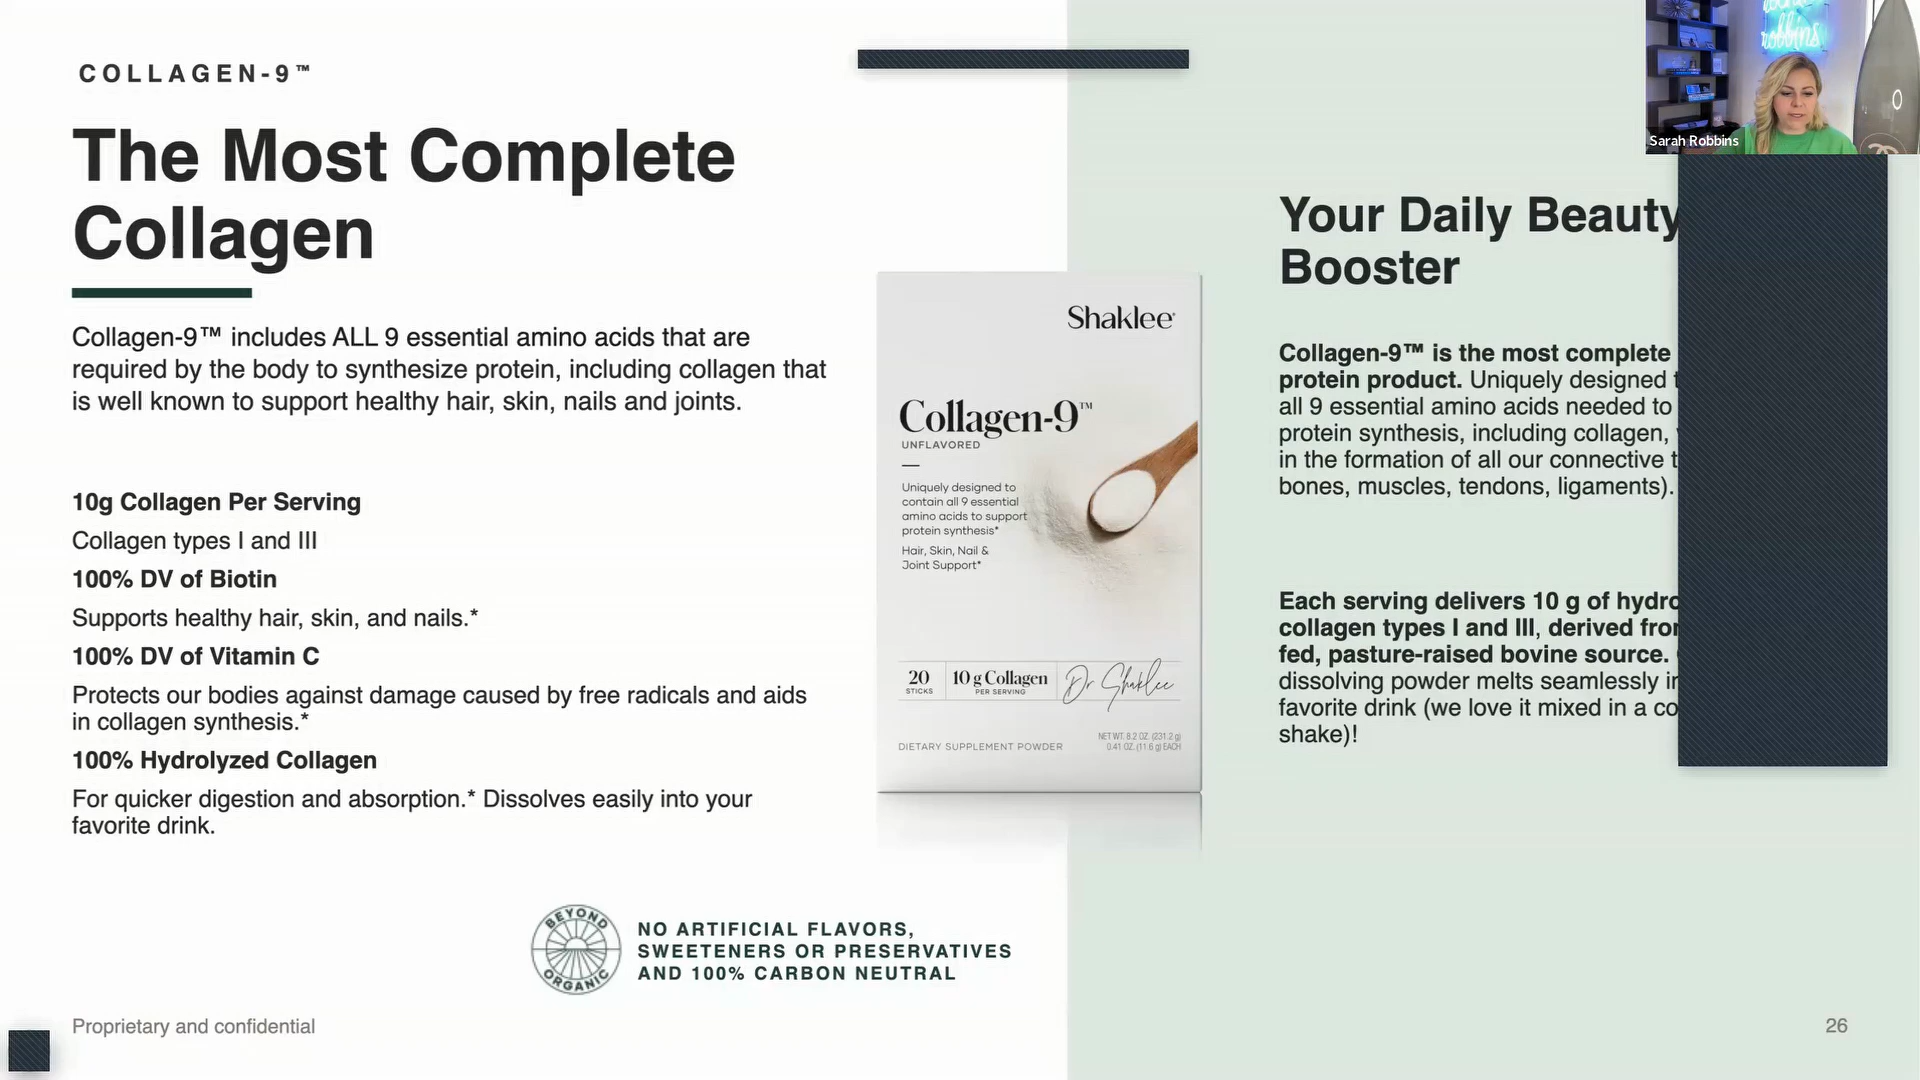 COLLAGEN-9™
The Most Complete
Collagen
Collagen-9™ includes ALL 9 essential amino acids that are
required by the body to synthesize protein, including collagen that
is well known to support healthy hair, skin, nails and joints.
10g Collagen Per Serving
Collagen types I and III
100% DV of Biotin
Supports healthy hair, skin, and nails.*
100% DV of Vitamin C
Protects our bodies against damage caused by free radicals and aids
in collagen synthesis.*
100% Hydrolyzed Collagen
For quicker digestion and absorption.* Dissolves easily into your
favorite drink.
Shaklee
Collagen-9™
UNFLAVORED
Uniquely designed to
contain all 9 essential
amino acids to support
protein synthesis*
Hair, Skin, Nail &
Joint Support*
20
STICKS
10 g Collagen
PER SERVING
Dr Shaklee
DIETARY SUPPLEMENT POWDER
NET WT. 8.2 OZ. (231.2 g)
0.41 OZ. (11.6 g) EACH
BEYOND
ORGANIC
NO ARTIFICIAL FLAVORS,
SWEETENERS OR PRESERVATIVES
AND 100% CARBON NEUTRAL
Your Daily Beauty
Booster
Collagen-9™ is the most complete
protein product. Uniquely designed
all 9 essential amino acids needed to
protein synthesis, including collagen,
in the formation of all our connective
bones, muscles, tendons, ligaments).
Each serving delivers 10 g of
collagen types I and III, derived
fed, pasture-raised bovine source.
dissolving powder melts seamlessly
favorite drink (we love it mixed in a
shake)!
robbins
Sarah Robbins
Proprietary and confidential
26